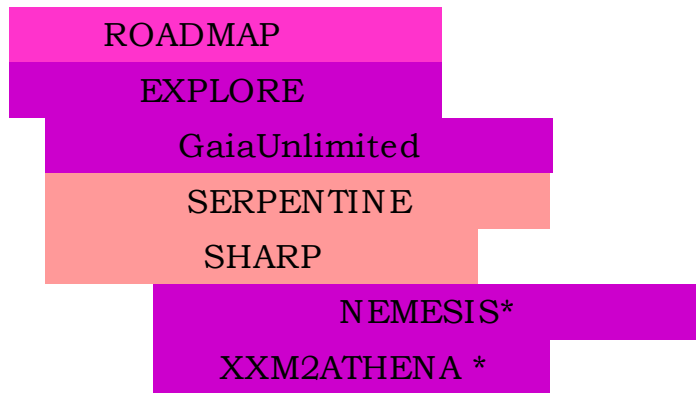 ROADMAP
EXPLORE
GaiaUnlimited
SERPENTINE
SHARP
NEMESIS*
XXM2ATHENA *